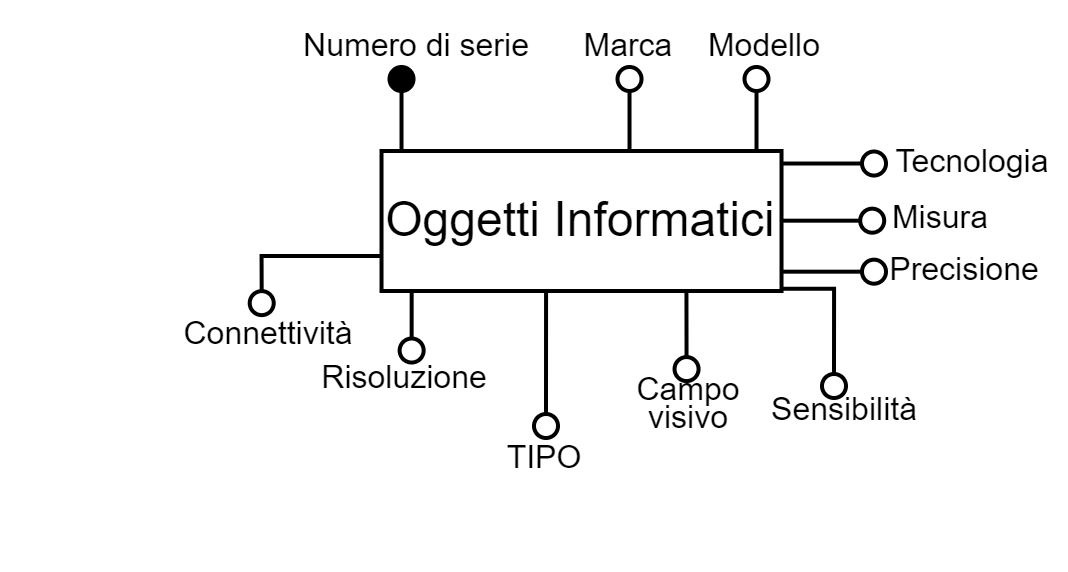 Numero di serie
Marca
Modello
Tecnologia
Oggetti Informatici
Misura
Precisione
Connettività
Risoluzione
Campo
visivo
Sensibilità
TIPO